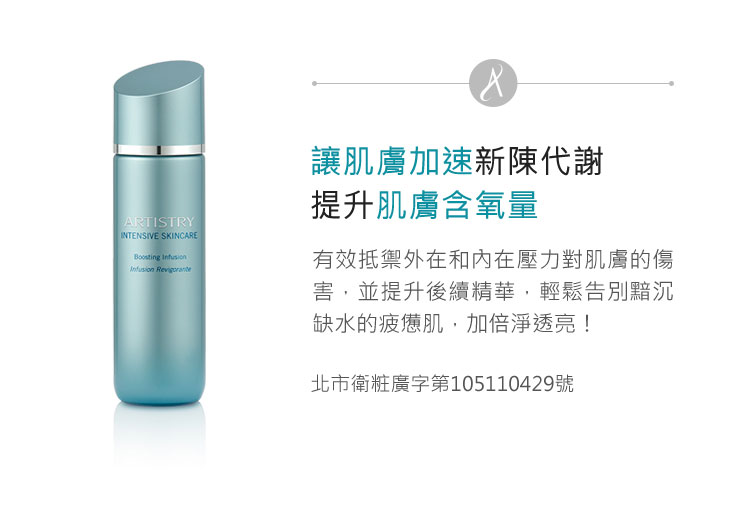 ARTISTRY
INTENSIVE SKINCARE
Boosting Infusion
Infusion Revigorante
A
讓肌膚加速新陳代謝
提升肌膚含氧量
有效抵禦外在和內在壓力對肌膚的傷
害，並提升後續精華，輕鬆告別黯沉
缺水的疲憊肌，加倍淨透亮！
北市衛粧廣字第105110429號